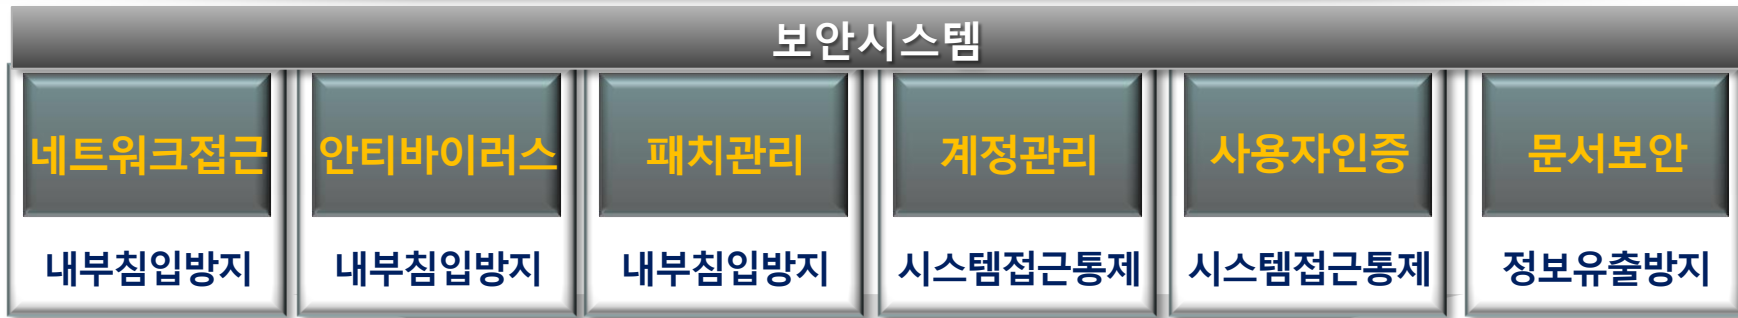 보안시스템
네트워크접근 안티바이러스 패치관리 계정관리 사용자인증 문서보안
내부침입방지 내부침입방지 내부침입방지 시스템접근통제 시스템접근통제 정보유출방지